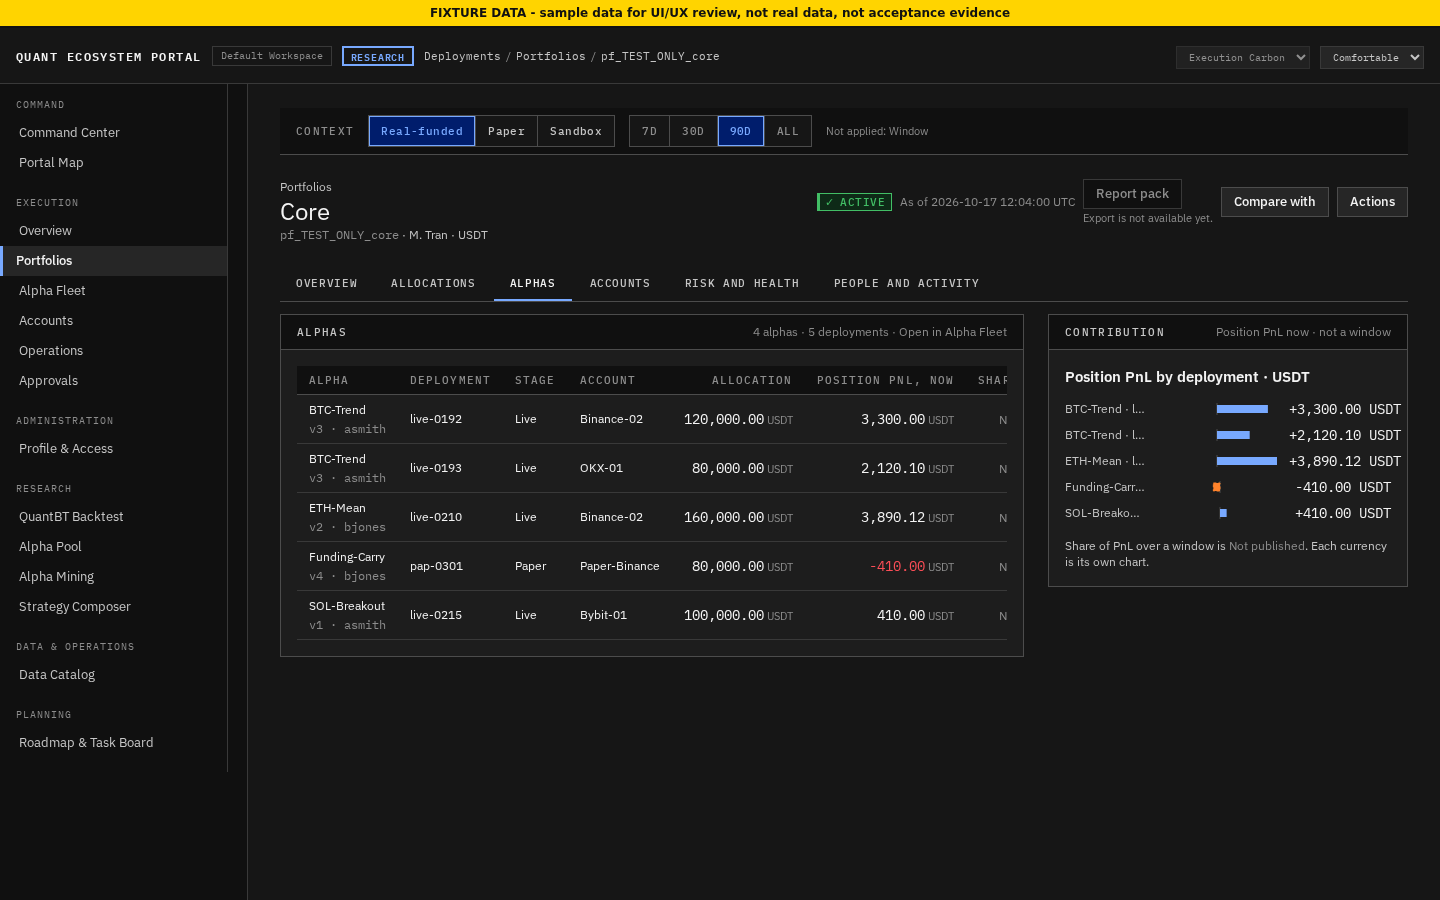 FIXTURE DATA - sample data for UI/UX review, not real data, not acceptance evidence
QUANT ECOSYSTEM PORTAL Default Workspace RESEARCH Deployments / Portfolios / pf_TEST_ONLY_core Execution Carbon Comfortable
COMMAND
Command Center
Portal Map
EXECUTION
Overview
Portfolios
Alpha Fleet
Accounts
Operations
Approvals
ADMINISTRATION
Profile & Access
RESEARCH
QuantBT Backtest
Alpha Pool
Alpha Mining
Strategy Composer
DATA & OPERATIONS
Data Catalog
PLANNING
Roadmap & Task Board
CONTEXT Real-funded Paper Sandbox 7D 30D 90D ALL Not applied: Window
Portfolios
Core
pf_TEST_ONLY_core · M. Tran · USDT
✓ ACTIVE As of 2026-10-17 12:04:00 UTC Report pack Compare with Actions
Export is not available yet.
OVERVIEW ALLOCATIONS ALPHAS ACCOUNTS RISK AND HEALTH PEOPLE AND ACTIVITY
ALPHAS 4 alphas · 5 deployments · Open in Alpha Fleet
ALPHA DEPLOYMENT STAGE ACCOUNT ALLOCATION POSITION PNL, NOW SHAR
BTC-Trend
v3 · asmith live-0192 Live Binance-02 120,000.00 USDT 3,300.00 USDT N
BTC-Trend
v3 · asmith live-0193 Live OKX-01 80,000.00 USDT 2,120.10 USDT N
ETH-Mean
v2 · bjones live-0210 Live Binance-02 160,000.00 USDT 3,890.12 USDT N
Funding-Carry
v4 · bjones pap-0301 Paper Paper-Binance 80,000.00 USDT -410.00 USDT N
SOL-Breakout
v1 · asmith live-0215 Live Bybit-01 100,000.00 USDT 410.00 USDT N
CONTRIBUTION Position PnL now · not a window
Position PnL by deployment · USDT
BTC-Trend · l... +3,300.00 USDT
BTC-Trend · l... +2,120.10 USDT
ETH-Mean · l... +3,890.12 USDT
Funding-Carr... -410.00 USDT
SOL-Breako... +410.00 USDT
Share of PnL over a window is Not published. Each currency
is its own chart.